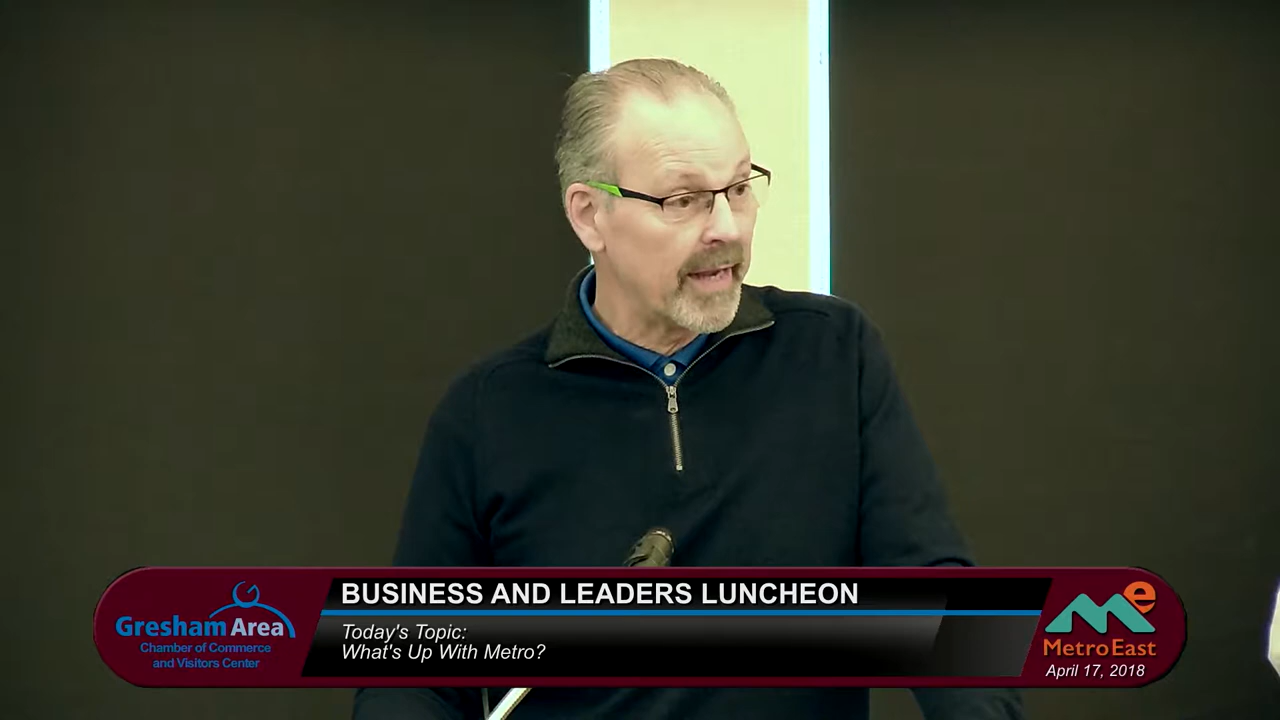 BUSINESS AND LEADERS LUNCHEON
Today's Topic:
What's Up With Metro?
Gresham Area
Chamber of Commerce
and Visitors Center
me
MetroEast
April 17, 2018